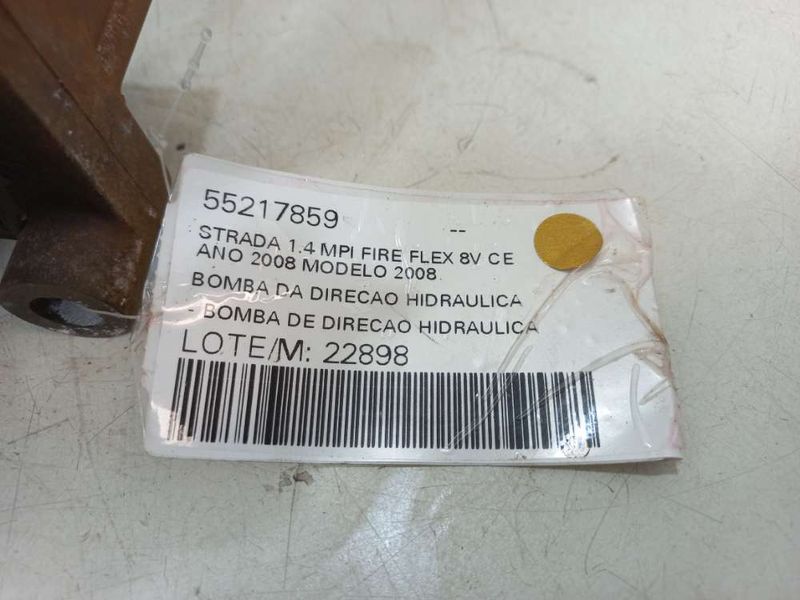 55217859 --
STRADA 1.4 MPI FIRE FLEX 8V CE
ANO 2008 MODELO 2008
BOMBA DA DIRECAO HIDRAULICA
- BOMBA DE DIRECAO HIDRAULICA
LOTE/M: 22898